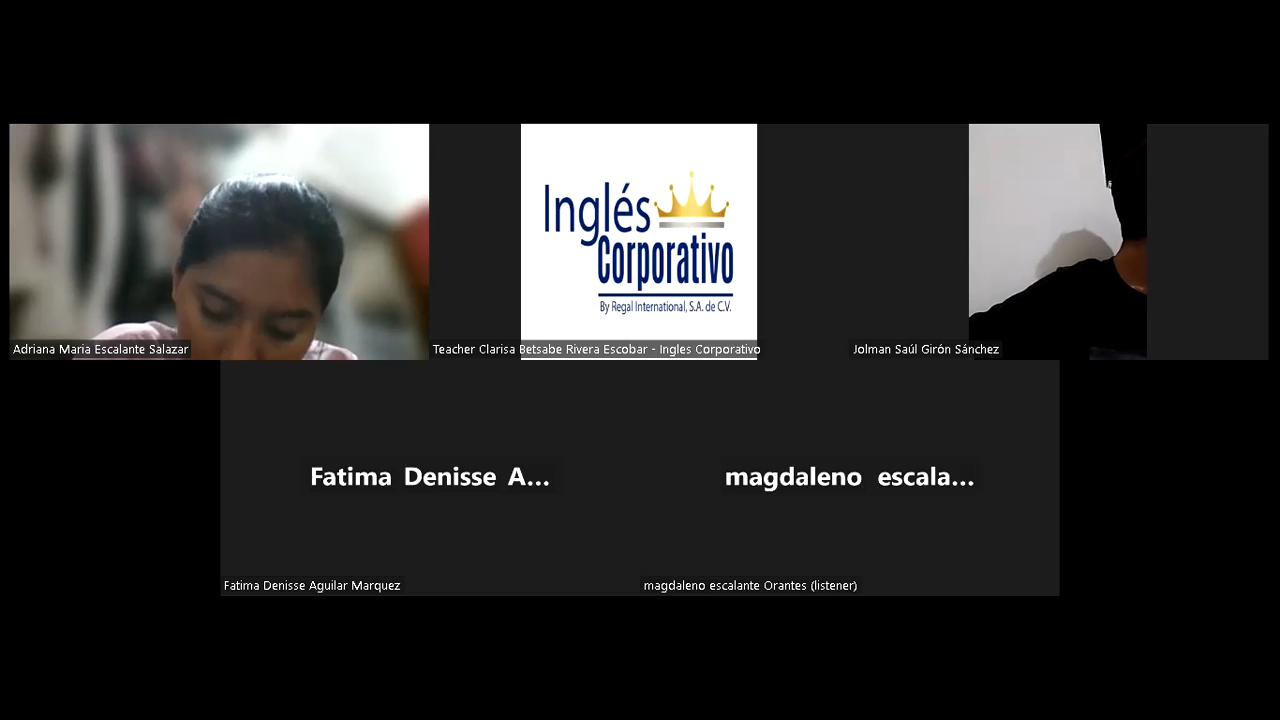 Inglés
Corporativo
By Regal International, S.A. de C.V.
Adriana Maria Escalante Salazar
Teacher Clarisa Betsabe Rivera Escobar - Ingles Corporativo
Jolman Saúl Girón Sánchez
Fatima Denisse A...
magdaleno escala...
Fatima Denisse Aguilar Marquez
magdaleno escalante Orantes (listener)